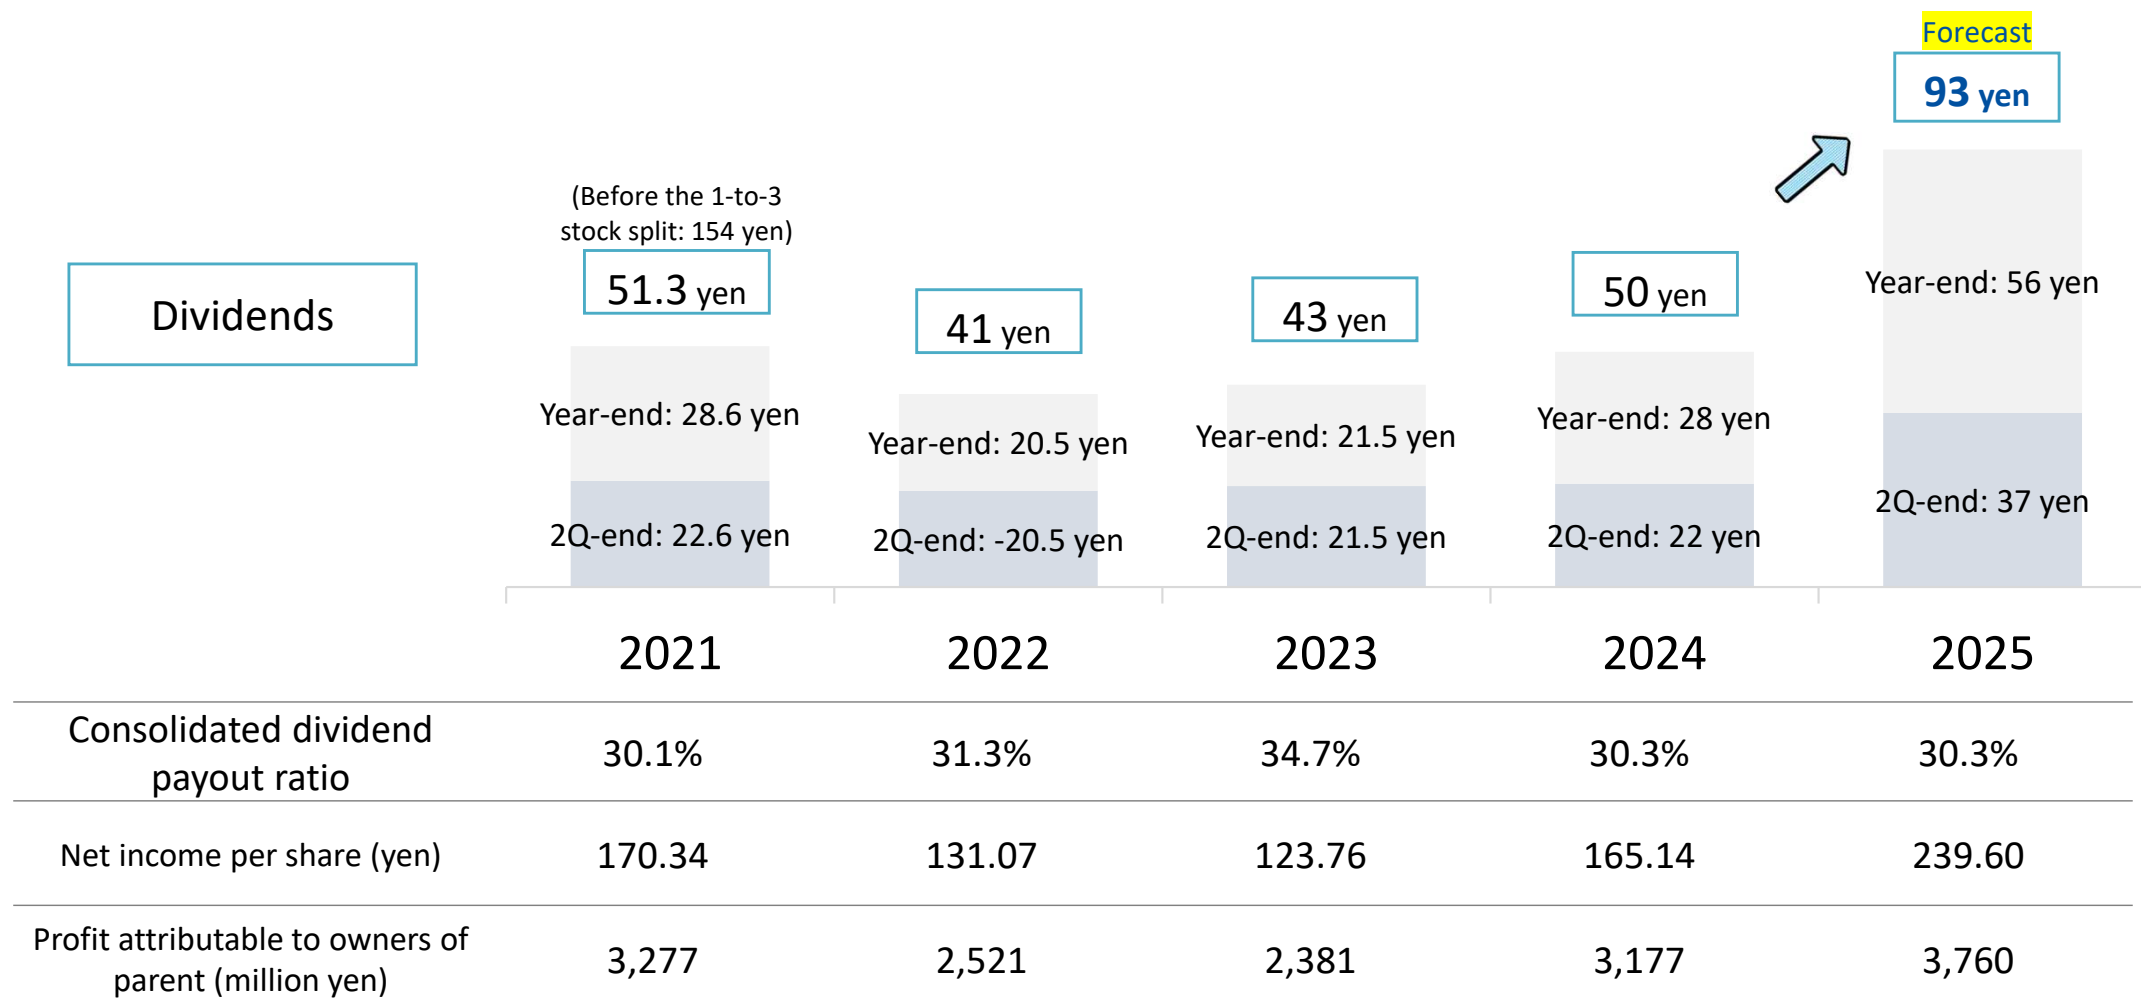 Forecast
93 yen
(Before the 1-to-3
stock split: 154 yen)
Dividends
51.3 yen
41 yen
43 yen
50 yen
Year-end: 28.6 yen
Year-end: 20.5 yen
Year-end: 21.5 yen
Year-end: 28 yen
Year-end: 56 yen
2Q-end: 22.6 yen
2Q-end: -20.5 yen
2Q-end: 21.5 yen
2Q-end: 22 yen
2Q-end: 37 yen
2021 2022 2023 2024 2025
Consolidated dividend
payout ratio
30.1% 31.3% 34.7% 30.3% 30.3%
Net income per share (yen) 170.34 131.07 123.76 165.14 239.60
Profit attributable to owners of
parent (million yen)
3,277 2,521 2,381 3,177 3,760